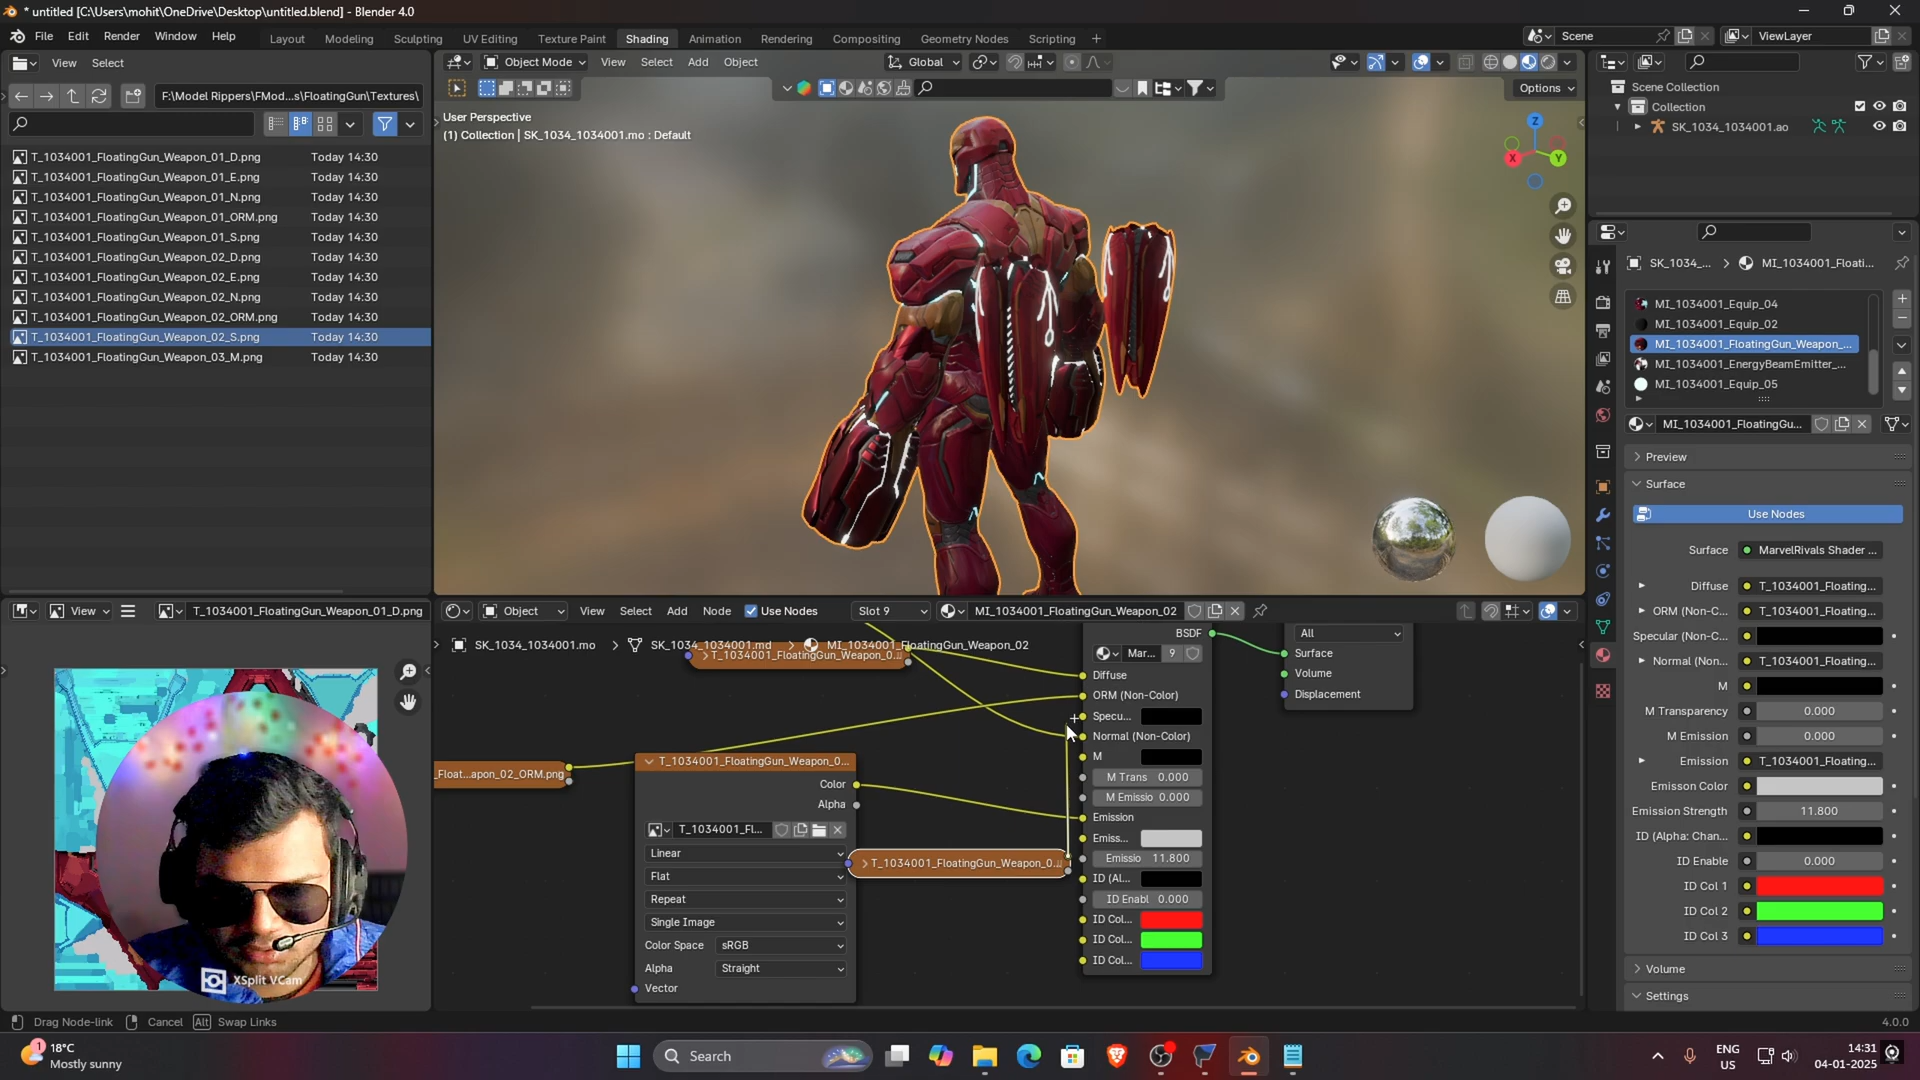 * untitled [C:\Users\mohit\OneDrive\Desktop\untitled.blend] - Blender 4.0
File Edit Render Window Help
Layout Modeling Sculpting UV Editing Texture Paint Shading Animation Rendering Compositing Geometry Nodes Scripting +
Scene
ViewLayer
View Select
F:\Model Rippers\FMod...s\FloatingGun\Textures\
T_1034001_FloatingGun_Weapon_01_D.png Today 14:30
T_1034001_FloatingGun_Weapon_01_E.png Today 14:30
T_1034001_FloatingGun_Weapon_01_N.png Today 14:30
T_1034001_FloatingGun_Weapon_01_ORM.png Today 14:30
T_1034001_FloatingGun_Weapon_01_S.png Today 14:30
T_1034001_FloatingGun_Weapon_02_D.png Today 14:30
T_1034001_FloatingGun_Weapon_02_E.png Today 14:30
T_1034001_FloatingGun_Weapon_02_N.png Today 14:30
T_1034001_FloatingGun_Weapon_02_ORM.png Today 14:30
T_1034001_FloatingGun_Weapon_02_S.png Today 14:30
T_1034001_FloatingGun_Weapon_03_M.png Today 14:30
Object Mode View Select Add Object Global
Options
User Perspective
(1) Collection | SK_1034_1034001.mo : Default
Z
X
Y
Scene Collection
Collection
SK_1034_1034001.ao
SK_1034_... > MI_1034001_Floati...
MI_1034001_Equip_04
MI_1034001_Equip_02
MI_1034001_FloatingGun_Weapon_...
MI_1034001_EnergyBeamEmitter_...
MI_1034001_Equip_05
MI_1034001_FloatingGu...
Preview
Surface
Use Nodes
Surface MarvelRivals Shader ...
Diffuse T_1034001_Floating...
ORM (Non-C... T_1034001_Floating...
Specular (Non-C...
Normal (Non... T_1034001_Floating...
M
M Transparency 0.000
M Emission 0.000
Emission T_1034001_Floating...
Emisson Color
Emission Strength 11.800
ID (Alpha: Chan...
ID Enable 0.000
ID Col 1
ID Col 2
ID Col 3
Volume
Settings
View
T_1034001_FloatingGun_Weapon_01_D.png
XSplit VCam
Object View Select Add Node Use Nodes Slot 9 MI_1034001_FloatingGun_Weapon_02
SK_1034_1034001.mo > SK_1034_1034001.md > MI_1034001_FloatingGun_Weapon_02
T_1034001_FloatingGun_Weapon_0...
_Float...apon_02_ORM.png
T_1034001_FloatingGun_Weapon_0...
Color
Alpha
T_1034001_Fl...
Linear
Flat
Repeat
Single Image
Color Space sRGB
Alpha Straight
Vector
T_1034001_FloatingGun_Weapon_0...
BSDF
Mar... 9
Diffuse
ORM (Non-Color)
Specu...
Normal (Non-Color)
M
M Trans 0.000
M Emissio 0.000
Emission
Emiss...
Emissio 11.800
ID (Al...
ID Enabl 0.000
ID Col...
ID Col...
ID Col...
All
Surface
Volume
Displacement
Drag Node-link Cancel Alt Swap Links
4.0.0
1
18°C
Mostly sunny
Search
ENG
US
14:31
04-01-2025